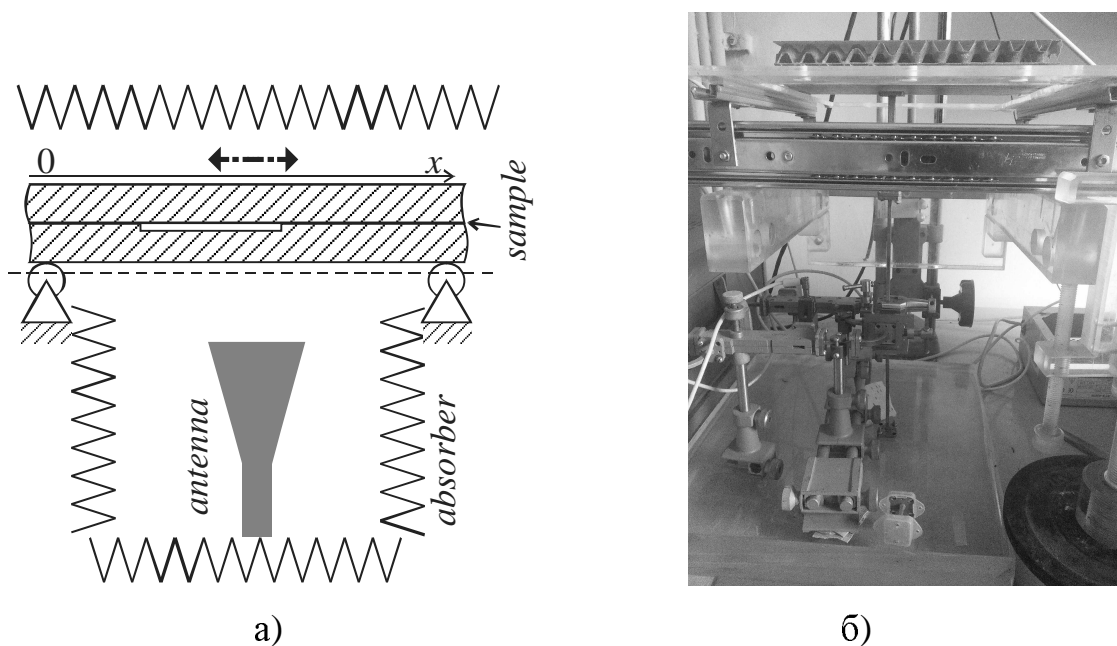 0
x
sample
antenna
absorber
а)
б)